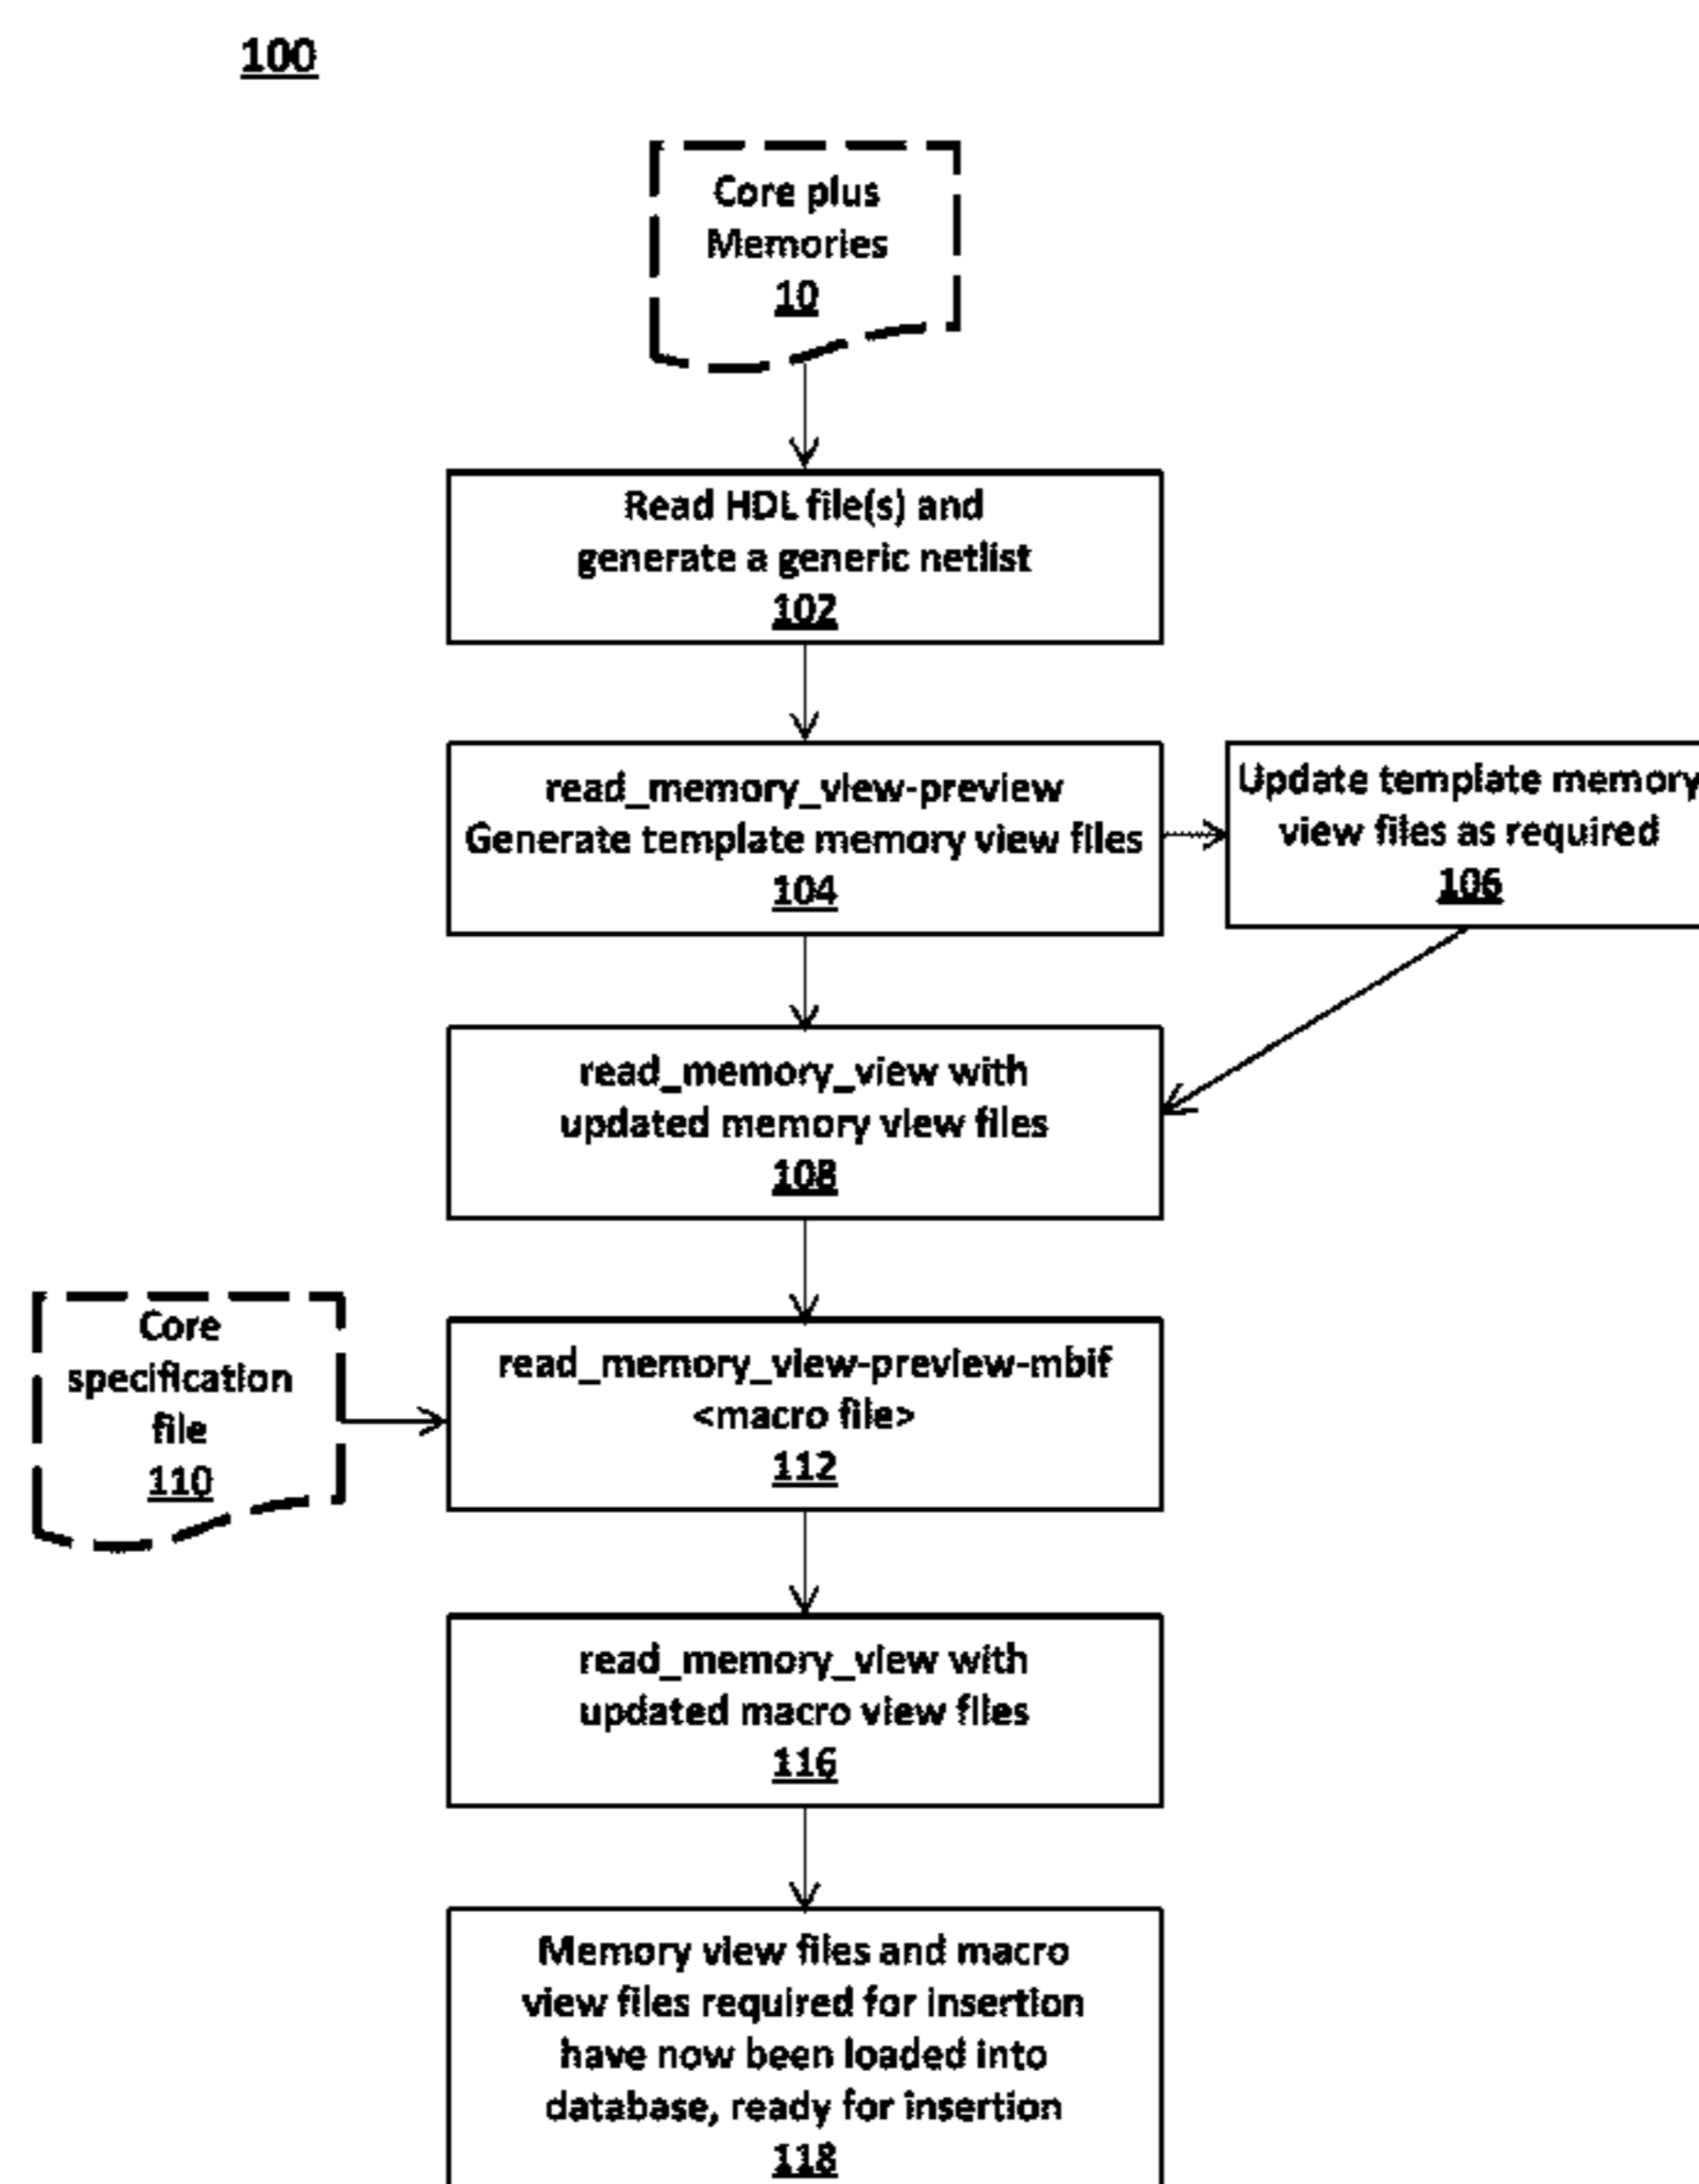 100
Core plus
Memories
10
Read HDL file(s) and
generate a generic netlist
102
read_memory_view-preview
Generate template memory view files
104
Update template memory
view files as required
106
read_memory_view with
updated memory view files
108
Core
specification
file
110
read_memory_view-preview-mbif
<macro file>
112
read_memory_view with
updated macro view files
116
Memory view files and macro
view files required for insertion
have now been loaded into
database, ready for insertion
118